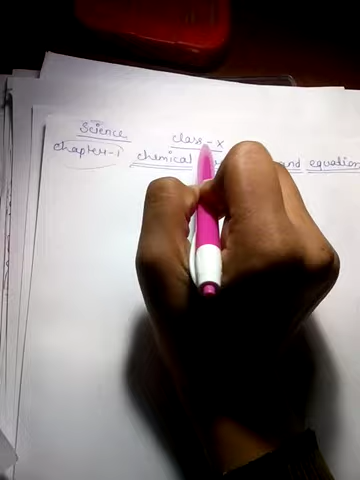 Science class-X
Chapter-1 chemical and equation